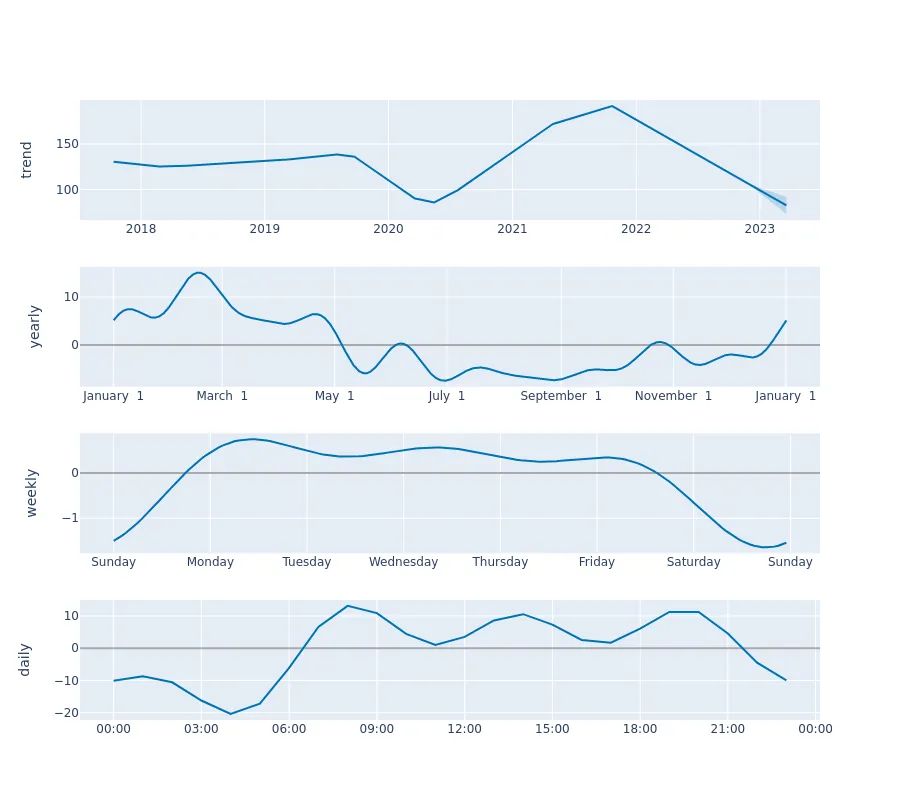 trend
150
100
2018 2019 2020 2021 2022 2023
yearly
10
0
January 1 March 1 May 1 July 1 September 1 November 1 January 1
weekly
0
−1
Sunday Monday Tuesday Wednesday Thursday Friday Saturday Sunday
daily
10
0
−10
−20
00:00 03:00 06:00 09:00 12:00 15:00 18:00 21:00 00:00